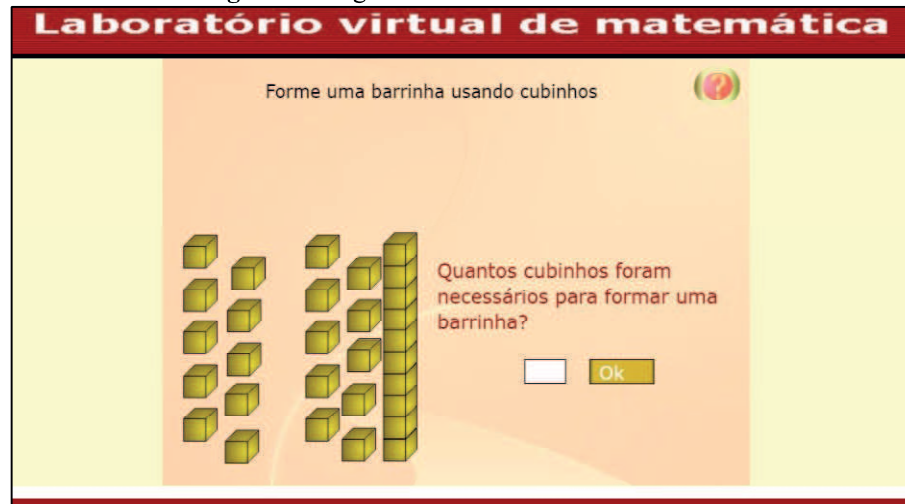 Laboratório virtual de matemática
Forme uma barrinha usando cubinhos
(?)
Quantos cubinhos foram
necessários para formar uma
barrinha?
Ok